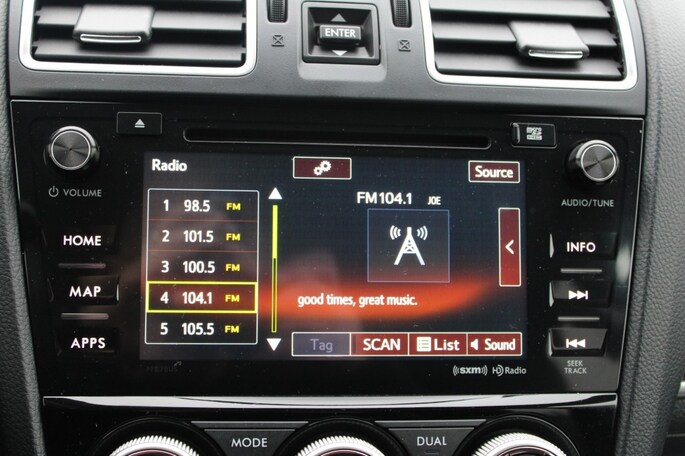 ENTER
VOLUME
AUDIO/TUNE
Radio
Source
1 98.5 FM
2 101.5 FM
3 100.5 FM
4 104.1 FM
5 105.5 FM
FM104.1 JOE
good times, great music.
Tag SCAN List Sound
HOME
MAP
APPS
INFO
SEEK
TRACK
sxm HD Radio
MODE
DUAL